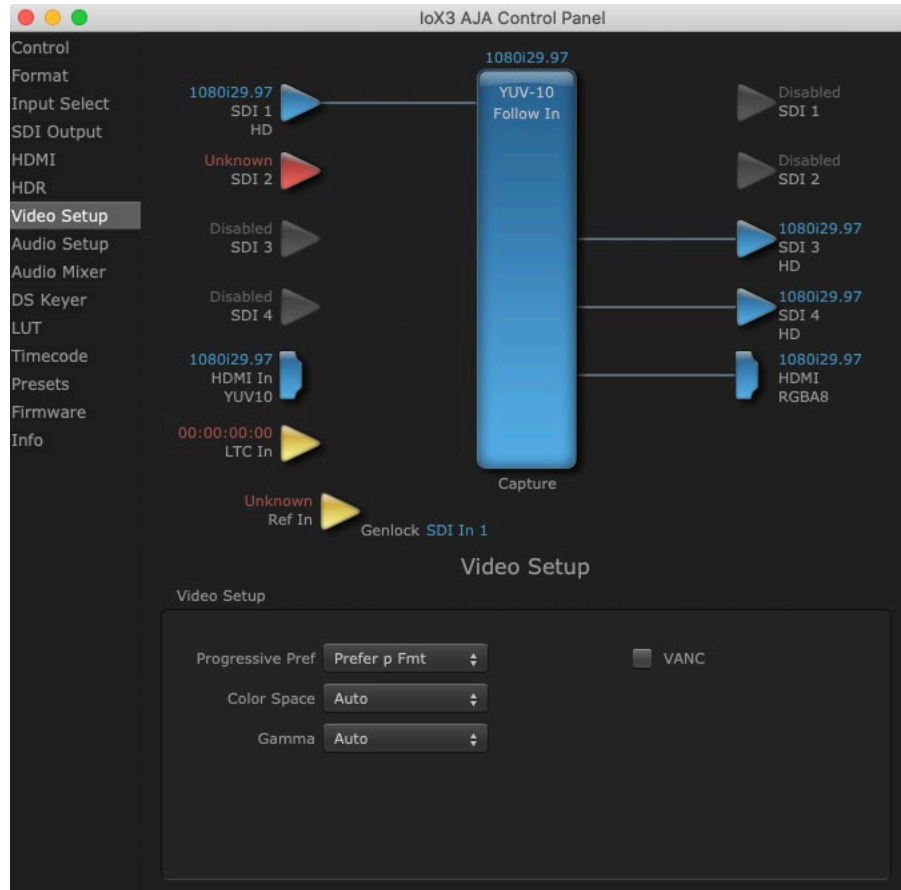 IoX3 AJA Control Panel
Control
Format
Input Select
SDI Output
HDMI
HDR
Video Setup
Audio Setup
Audio Mixer
DS Keyer
LUT
Timecode
Presets
Firmware
Info
1080i29.97
SDI 1
HD
Unknown
SDI 2
Disabled
SDI 3
Disabled
SDI 4
1080i29.97
HDMI In
YUV10
00:00:00:00
LTC In
Unknown
Ref In
Genlock SDI In 1
1080i29.97
YUV-10
Follow In
Capture
Disabled
SDI 1
Disabled
SDI 2
1080i29.97
SDI 3
HD
1080i29.97
SDI 4
HD
1080i29.97
HDMI
RGBA8
Video Setup
Video Setup
Progressive Pref Prefer p Fmt
VANC
Color Space Auto
Gamma Auto